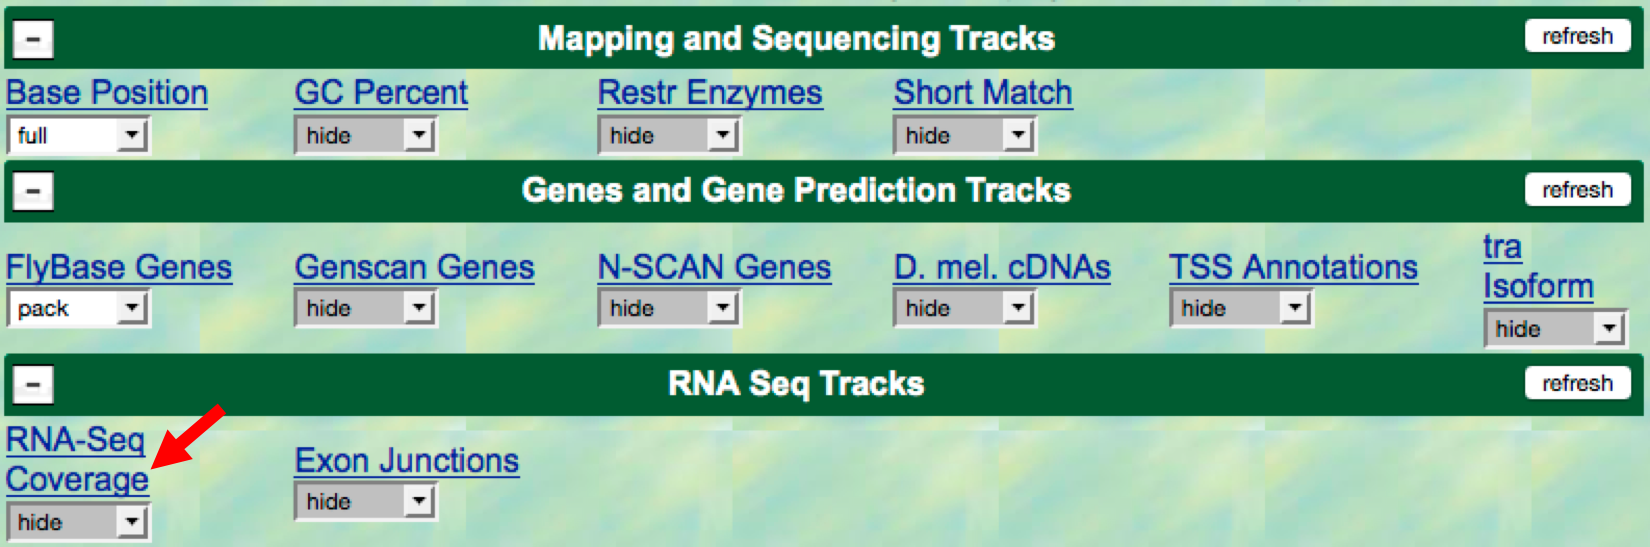 -
Mapping and Sequencing Tracks
refresh
Base Position
GC Percent
Restr Enzymes
Short Match
full
hide
hide
hide
-
Genes and Gene Prediction Tracks
refresh
FlyBase Genes
Genscan Genes
N-SCAN Genes
D. mel. cDNAs
TSS Annotations
tra
Isoform
pack
hide
hide
hide
hide
hide
-
RNA Seq Tracks
refresh
RNA-Seq
Coverage
hide
Exon Junctions
hide